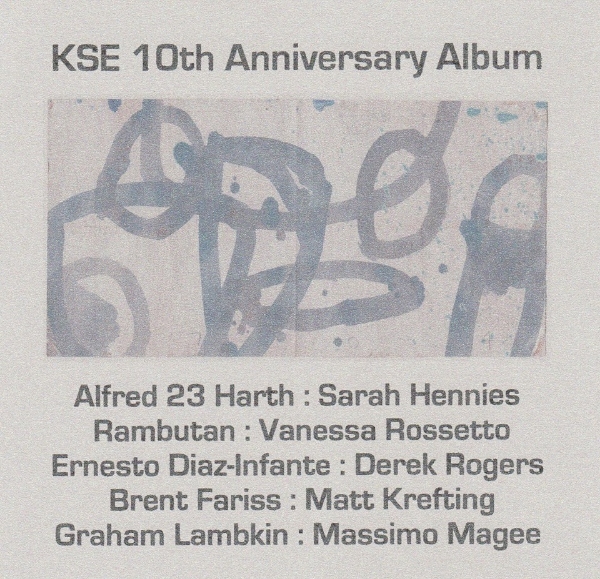 KSE 10th Anniversary Album
Alfred 23 Harth : Sarah Hennies
Rambutan : Vanessa Rossetto
Ernesto Diaz-Infante : Derek Rogers
Brent Fariss : Matt Krefting
Graham Lambkin : Massimo Magee